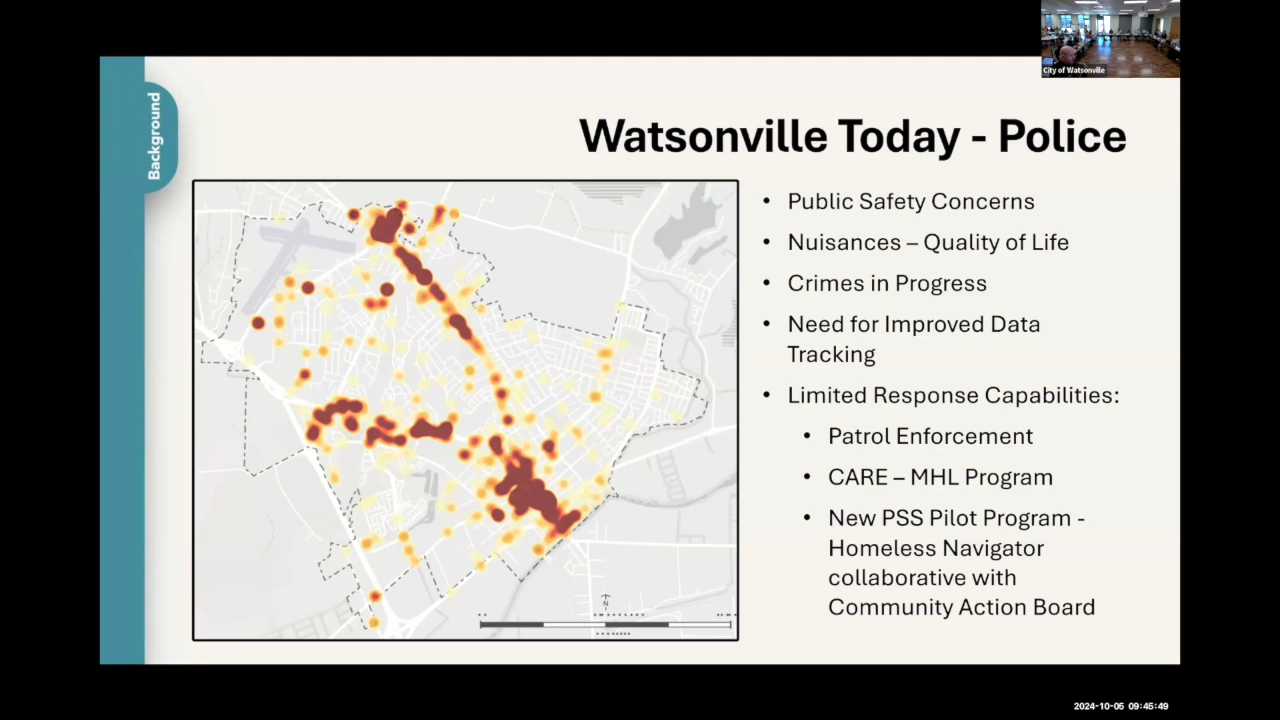 City of Watsonville
Background
Watsonville Today - Police
• Public Safety Concerns
• Nuisances – Quality of Life
• Crimes in Progress
• Need for Improved Data
Tracking
• Limited Response Capabilities:
• Patrol Enforcement
• CARE – MHL Program
• New PSS Pilot Program -
Homeless Navigator
collaborative with
Community Action Board
N
2024-10-05 09:45:49